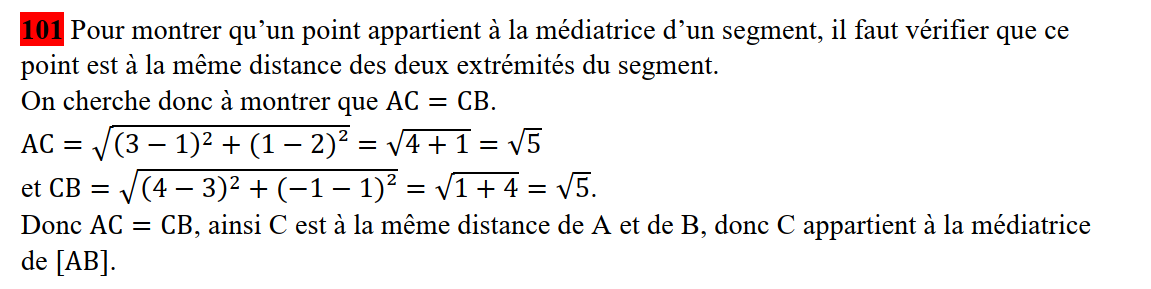 101 Pour montrer qu’un point appartient à la médiatrice d’un segment, il faut vérifier que ce
point est à la même distance des deux extrémités du segment.
On cherche donc à montrer que AC = CB.
AC = √((3 − 1)² + (1 − 2)²) = √(4 + 1) = √5
et CB = √((4 − 3)² + (−1 − 1)²) = √(1 + 4) = √5.
Donc AC = CB, ainsi C est à la même distance de A et de B, donc C appartient à la médiatrice
de [AB].